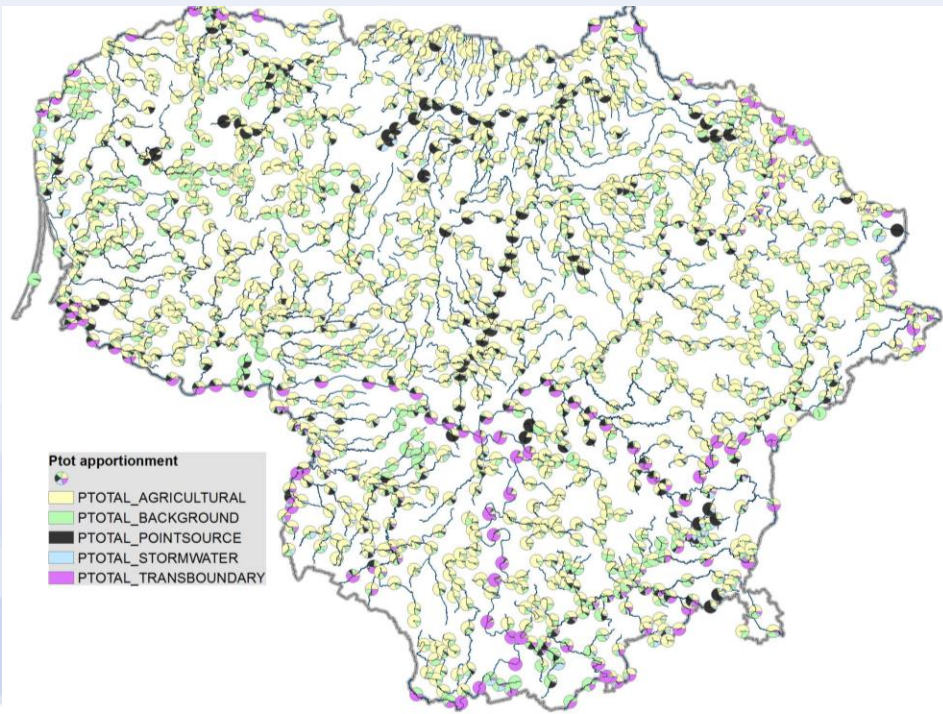 Ptot apportionment
PTOTAL_AGRICULTURAL
PTOTAL_BACKGROUND
PTOTAL_POINTSOURCE
PTOTAL_STORMWATER
PTOTAL_TRANSBOUNDARY